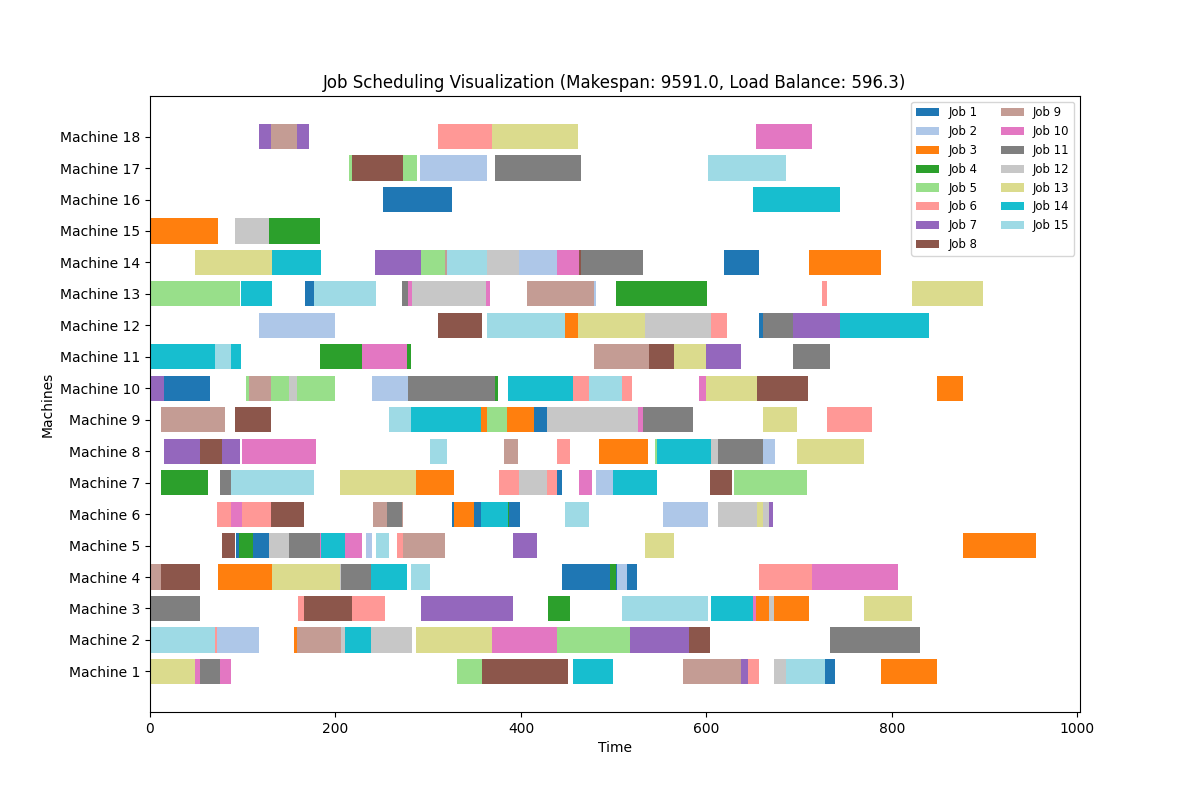 Job Scheduling Visualization (Makespan: 9591.0, Load Balance: 596.3)
Machines
Machine 18
Machine 17
Machine 16
Machine 15
Machine 14
Machine 13
Machine 12
Machine 11
Machine 10
Machine 9
Machine 8
Machine 7
Machine 6
Machine 5
Machine 4
Machine 3
Machine 2
Machine 1
Job 1
Job 2
Job 3
Job 4
Job 5
Job 6
Job 7
Job 8
Job 9
Job 10
Job 11
Job 12
Job 13
Job 14
Job 15
0 200 400 600 800 1000
Time